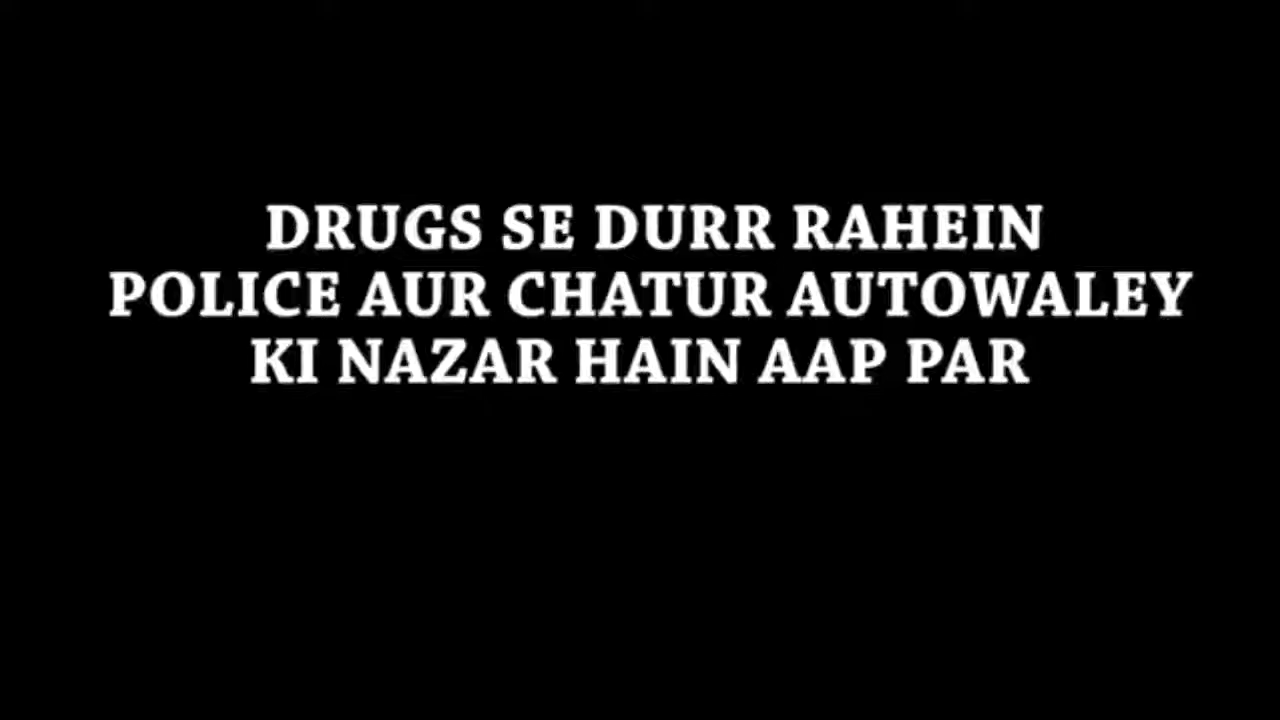 DRUGS SE DURR RAHEIN
POLICE AUR CHATUR AUTOWALEY
KI NAZAR HAIN AAP PAR